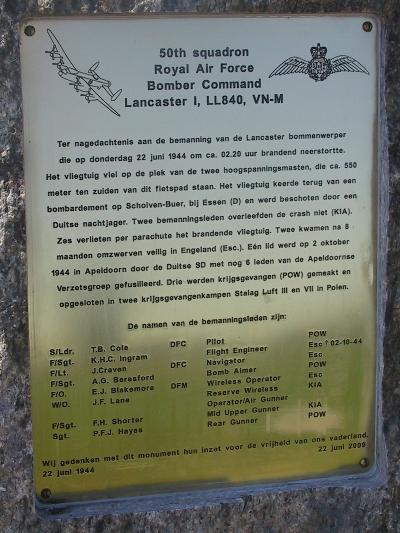 50th squadron
Royal Air Force
Bomber Command
Lancaster I, LL840, VN-M
Ter nagedachtenis aan de bemanning van de Lancaster bommenwerper
die op donderdag 22 juni 1944 om ca. 02.20 uur brandend neerstortte.
Het vliegtuig viel op de plek van de twee hoogspanningsmasten, die ca. 550
meter ten zuiden van dit fietspad staan. Het vliegtuig keerde terug van een
bombardement op Scholven-Buer, bij Essen (D) en werd beschoten door een
Duitse nachtjager. Twee bemanningsleden overleefden de crash niet (KIA).
Zes verlieten per parachute het brandende vliegtuig. Twee kwamen na 8
maanden omzwerven veilig in Engeland (Esc.). Eén lid werd op 2 oktober
1944 in Apeldoorn door de Duitse SD met nog 6 leden van de Apeldoornse
Verzetsgroep gefusilleerd. Drie werden krijgsgevangen (POW) gemaakt en
opgesloten in twee krijgsgevangenkampen Stalag Luft III en VII in Polen.
De namen van de bemanningsleden zijn:
S/Ldr. T.B. Cole DFC Pilot POW
F/Sgt. K.H.C. Ingram Flight Engineer Esc † 02-10-44
F/Lt. J.Craven DFC Navigator Esc
F/Sgt. A.G. Beresford Bomb Aimer POW
F/O. E.J. Blakemore DFM Wireless Operator Esc
W/O. J.F. Lane Reserve Wireless KIA
Operator/Air Gunner
F/Sgt. F.H. Shorter Mid Upper Gunner KIA
Sgt. P.F.J. Hayes Rear Gunner POW
Wij gedenken met dit monument hun inzet voor de vrijheid van ons vaderland.
22 juni 1944 22 juni 2009